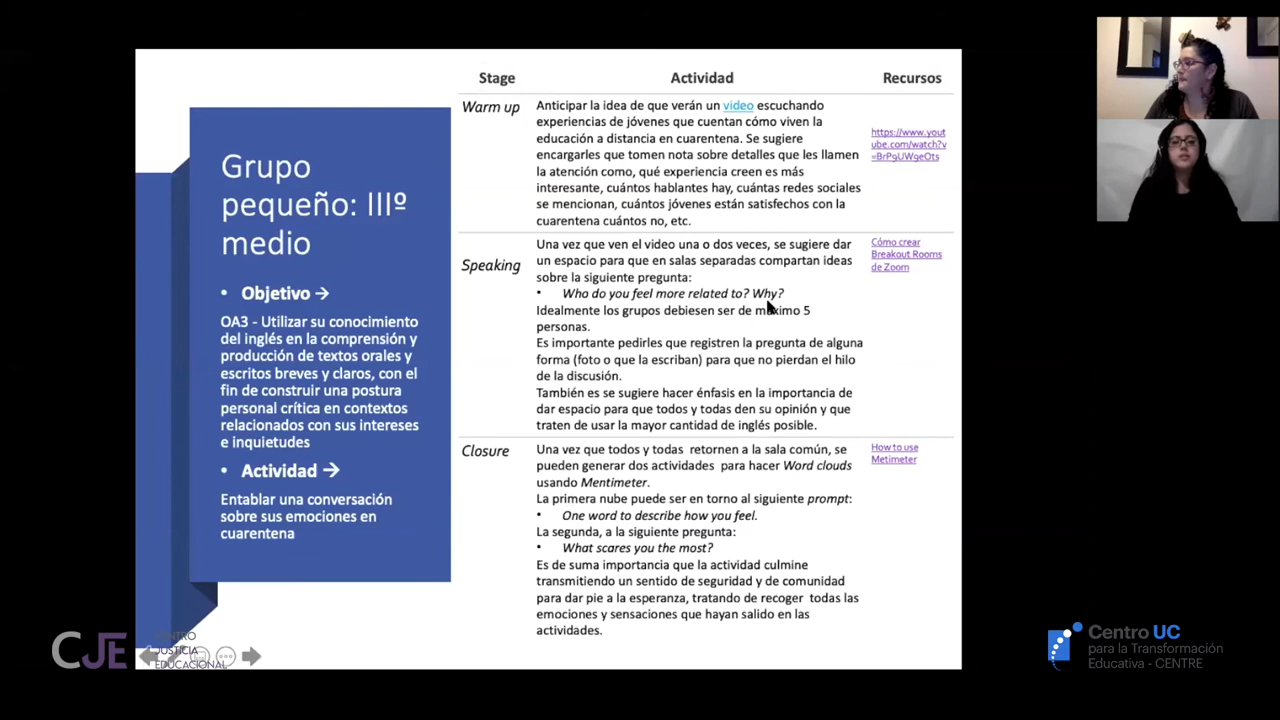 Grupo
pequeño: IIIº
medio
• Objetivo →
OA3 - Utilizar su conocimiento
del inglés en la comprensión y
producción de textos orales y
escritos breves y claros, con el
fin de construir una postura
personal crítica en contextos
relacionados con sus intereses
e inquietudes
• Actividad →
Entablar una conversación
sobre sus emociones en
cuarentena
Stage Actividad Recursos
Warm up
Anticipar la idea de que verán un video escuchando
experiencias de jóvenes que cuentan cómo viven la
educación a distancia en cuarentena. Se sugiere
encargarles que tomen nota sobre detalles que les llamen
la atención como, qué experiencia creen es más
interesante, cuántos hablantes hay, cuántas redes sociales
se mencionan, cuántos jóvenes están satisfechos con la
cuarentena cuántos no, etc.
https://www.yout
ube.com/watch?v
=BrP9UW9eOts
Speaking
Una vez que ven el video una o dos veces, se sugiere dar
un espacio para que en salas separadas compartan ideas
sobre la siguiente pregunta:
• Who do you feel more related to? Why?
Idealmente los grupos debiesen ser de máximo 5
personas.
Es importante pedirles que registren la pregunta de alguna
forma (foto o que la escriban) para que no pierdan el hilo
de la discusión.
También es se sugiere hacer énfasis en la importancia de
dar espacio para que todos y todas den su opinión y que
traten de usar la mayor cantidad de inglés posible.
Cómo crear
Breakout Rooms
de Zoom
Closure
Una vez que todos y todas retornen a la sala común, se
pueden generar dos actividades para hacer Word clouds
usando Mentimeter.
La primera nube puede ser en torno al siguiente prompt:
• One word to describe how you feel.
La segunda, a la siguiente pregunta:
• What scares you the most?
Es de suma importancia que la actividad culmine
transmitiendo un sentido de seguridad y de comunidad
para dar pie a la esperanza, tratando de recoger todas las
emociones y sensaciones que hayan salido en las
actividades.
How to use
Metimeter
CJE
CENTRO
JUSTICIA
EDUCACIONAL
Centro UC
para la Transformación
Educativa - CENTRE